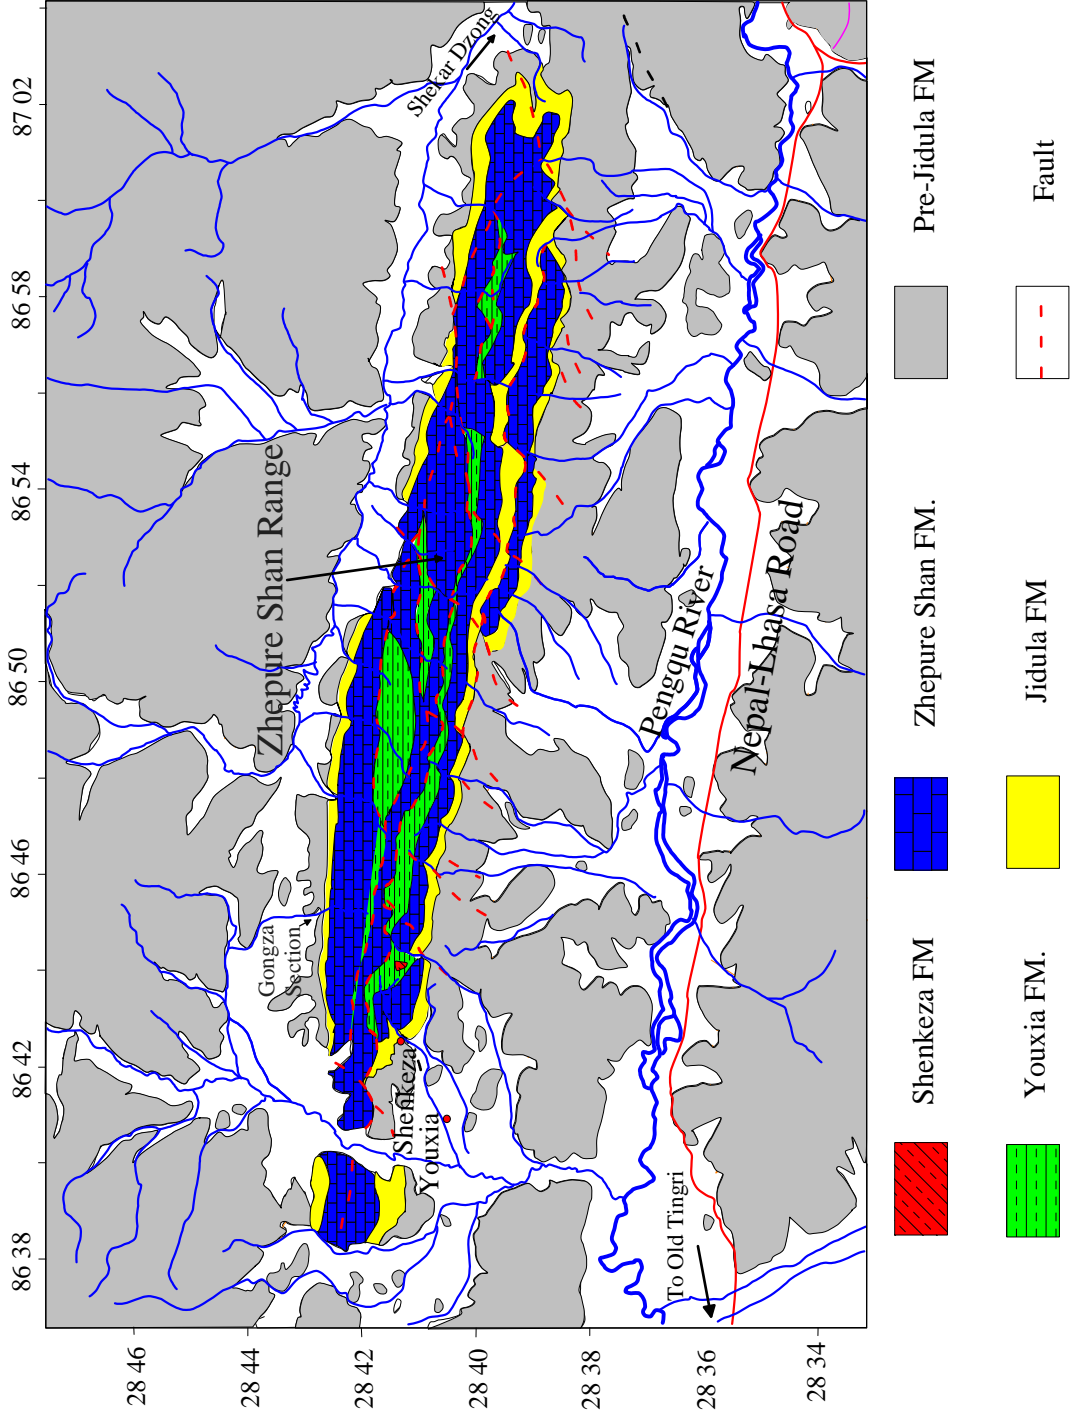 86 38
86 42
86 46
86 50
86 54
86 58
87 02
28 46
28 44
28 42
28 40
28 38
28 36
28 34
Shekar Dzong
Zhepure Shan Range
Gongza
Section
Shenkeza
Youxia
Pengqu River
Nepal-Lhasa Road
To Old Tingri
Shenkeza FM
Zhepure Shan FM.
Pre-Jidula FM
Youxia FM.
Jidula FM
Fault